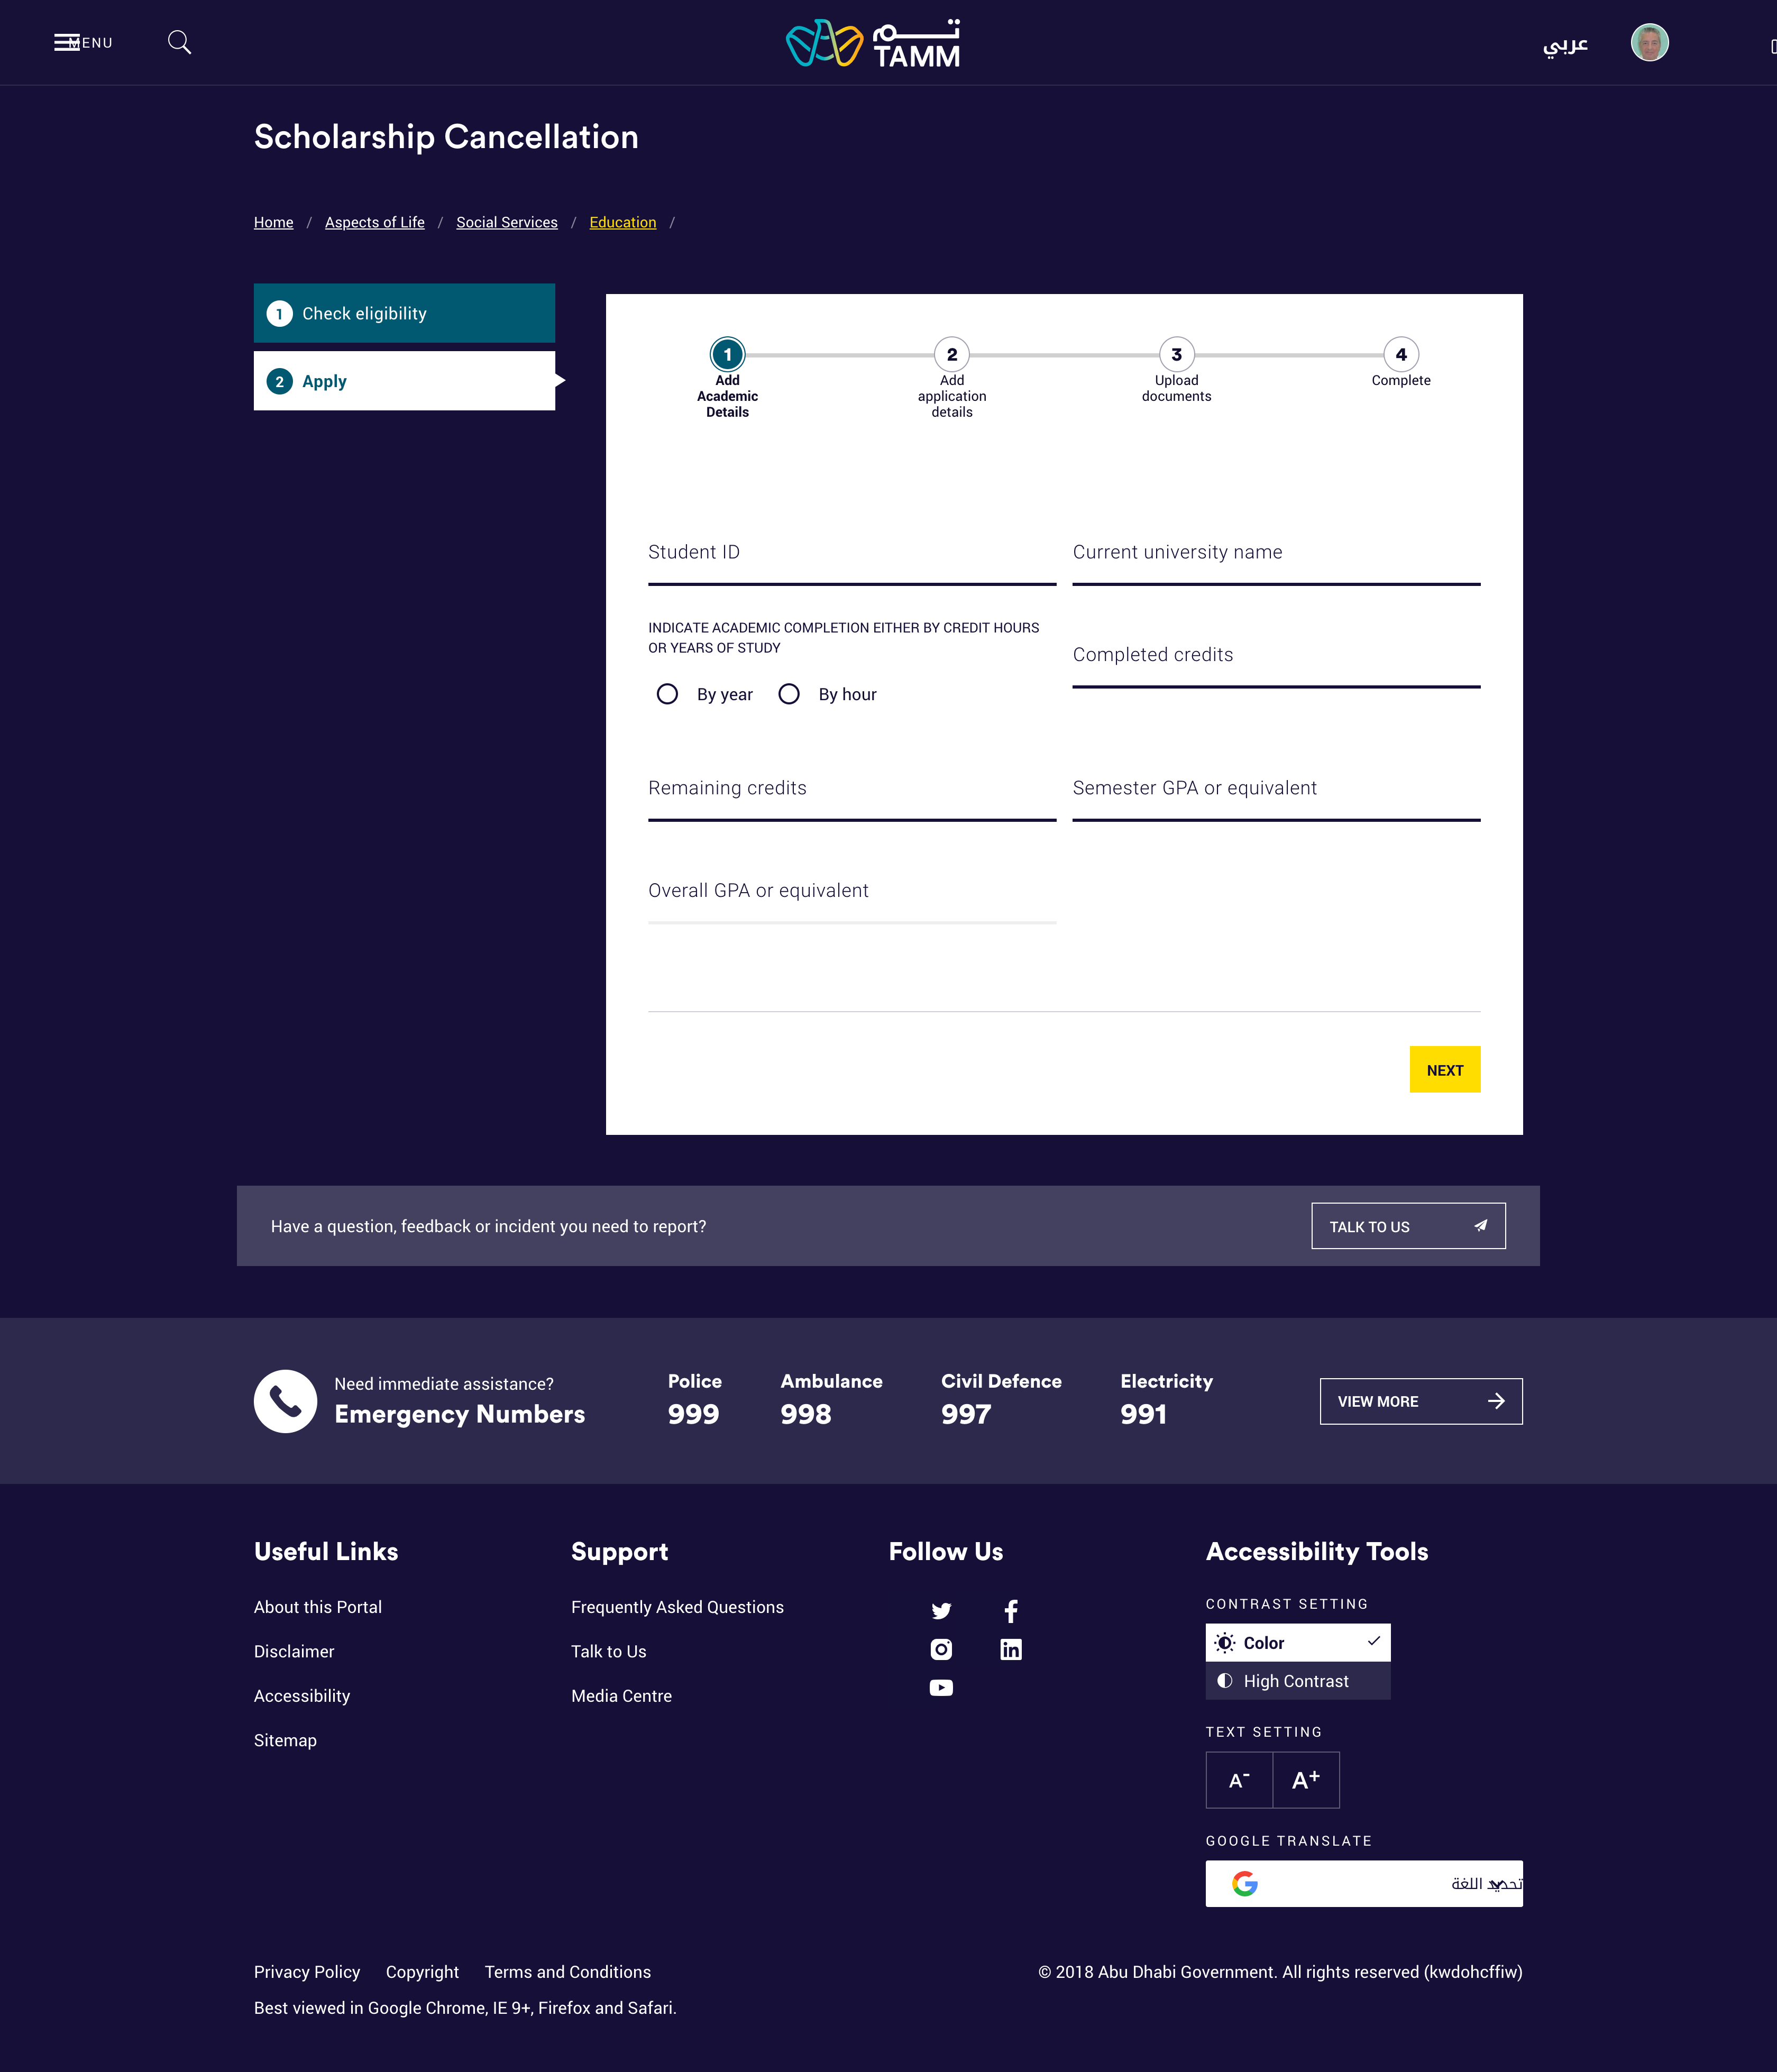 MENU
تـــم
TAMM
عربي
Scholarship Cancellation
Home / Aspects of Life / Social Services / Education /
1 Check eligibility
2 Apply
1 2 3 4
Add Academic Details
Add application details
Upload documents
Complete
Student ID
Current university name
INDICATE ACADEMIC COMPLETION EITHER BY CREDIT HOURS
OR YEARS OF STUDY
By year By hour
Completed credits
Remaining credits
Semester GPA or equivalent
Overall GPA or equivalent
NEXT
Have a question, feedback or incident you need to report?
TALK TO US
Need immediate assistance?
Emergency Numbers
Police
999
Ambulance
998
Civil Defence
997
Electricity
991
VIEW MORE
Useful Links
About this Portal
Disclaimer
Accessibility
Sitemap
Support
Frequently Asked Questions
Talk to Us
Media Centre
Follow Us
Accessibility Tools
CONTRAST SETTING
Color
High Contrast
TEXT SETTING
A- A+
GOOGLE TRANSLATE
تحديد اللغة
Privacy Policy Copyright Terms and Conditions
© 2018 Abu Dhabi Government. All rights reserved (kwdohcffiw)
Best viewed in Google Chrome, IE 9+, Firefox and Safari.